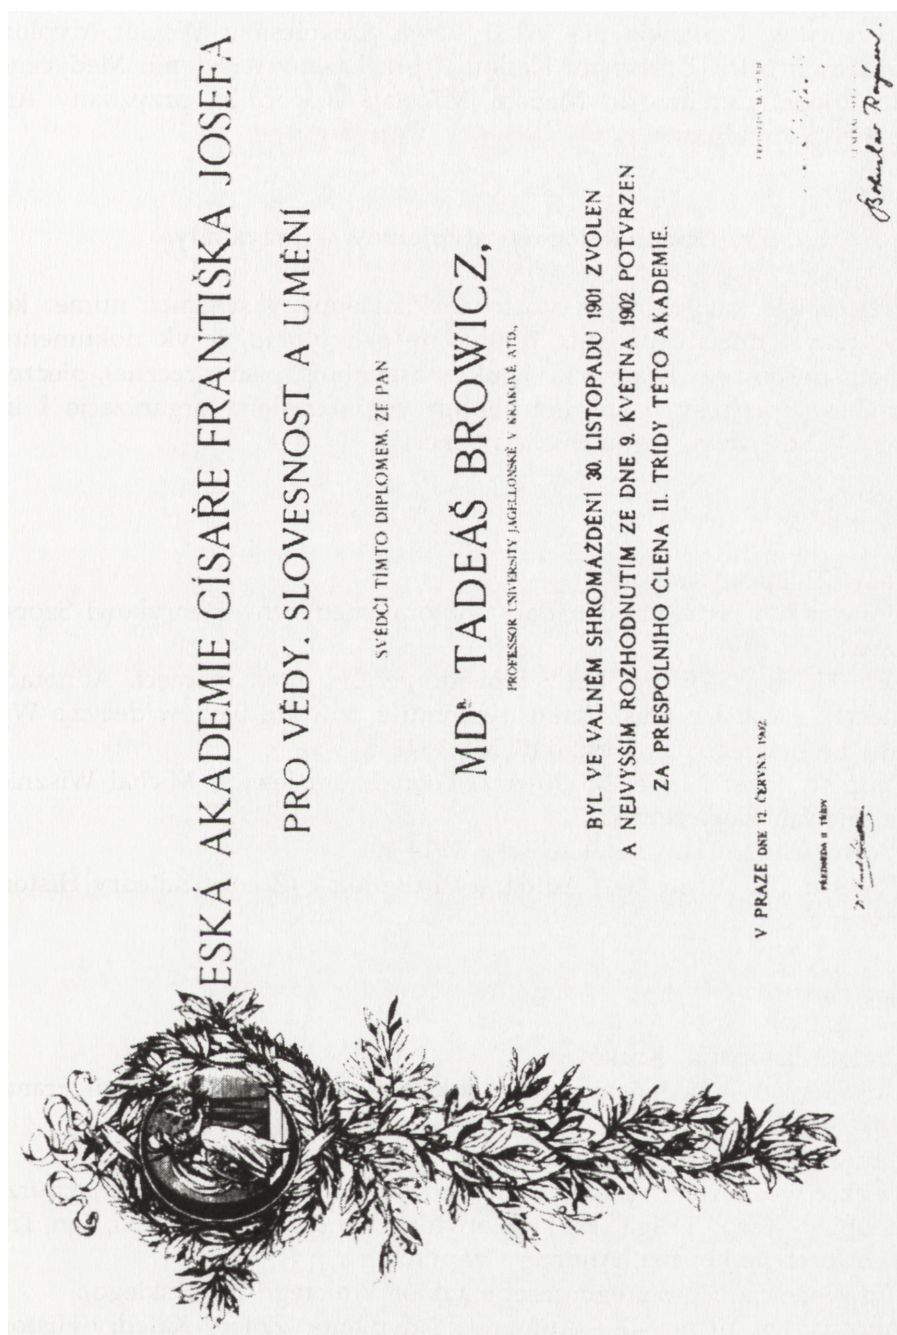 ESKÁ AKADEMIE CÍSAŘE FRANTIŠKA JOSEFA
PRO VĚDY, SLOVESNOST A UMĚNÍ
SVĚDČÍ TÍMTO DIPLOMEM, ŽE PAN
MDR TADEÁŠ BROWICZ,
PROFESSOR UNIVERSITY JAGELLONSKÉ V KRAKOVĚ ATD.,
BYL VE VALNÉM SHROMÁŽDĚNÍ 30. LISTOPADU 1901 ZVOLEN
A NEJVYŠŠÍM ROZHODNUTÍM ZE DNE 9. KVĚTNA 1902 POTVRZEN
ZA PŘESPOLNÍHO ČLENA II. TŘÍDY TÉTO AKADEMIE.
V PRAZE DNE 12. ČERVNA 1902
PŘEDSEDA II TŘÍDY
Bohuslav Rayman